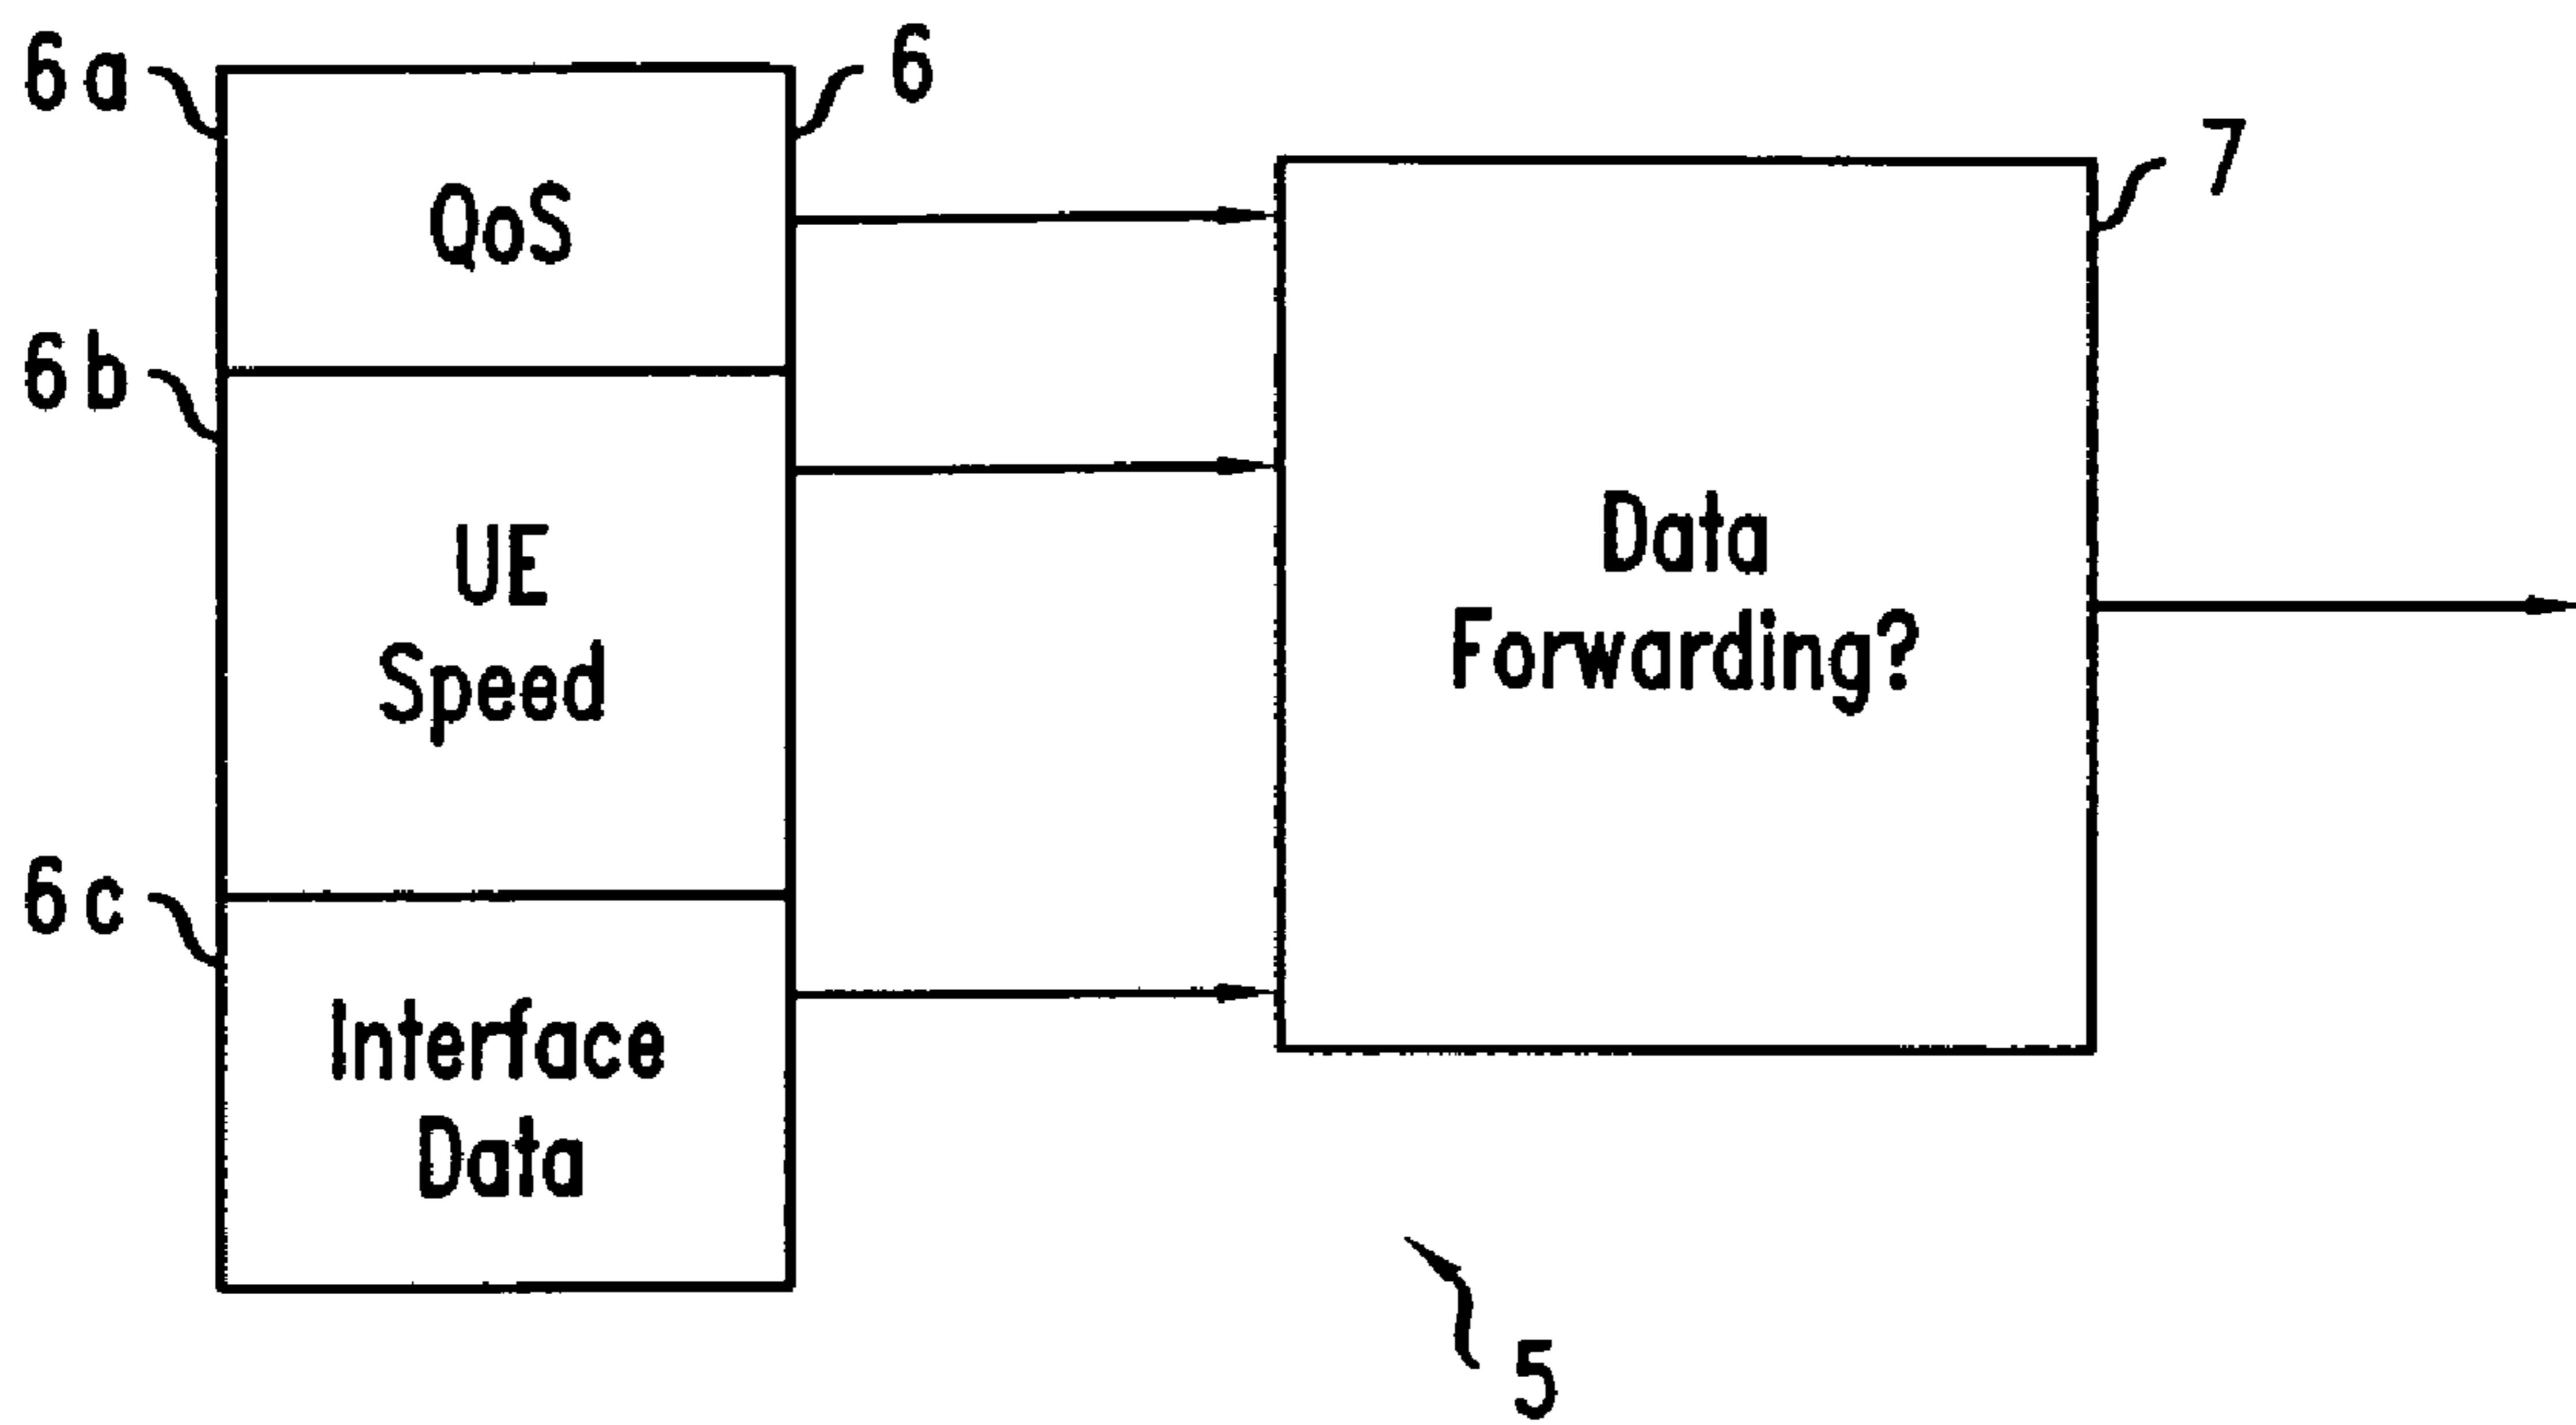 6a
6
QoS
7
6b
UE
Speed
Data
Forwarding?
6c
Interface
Data
5